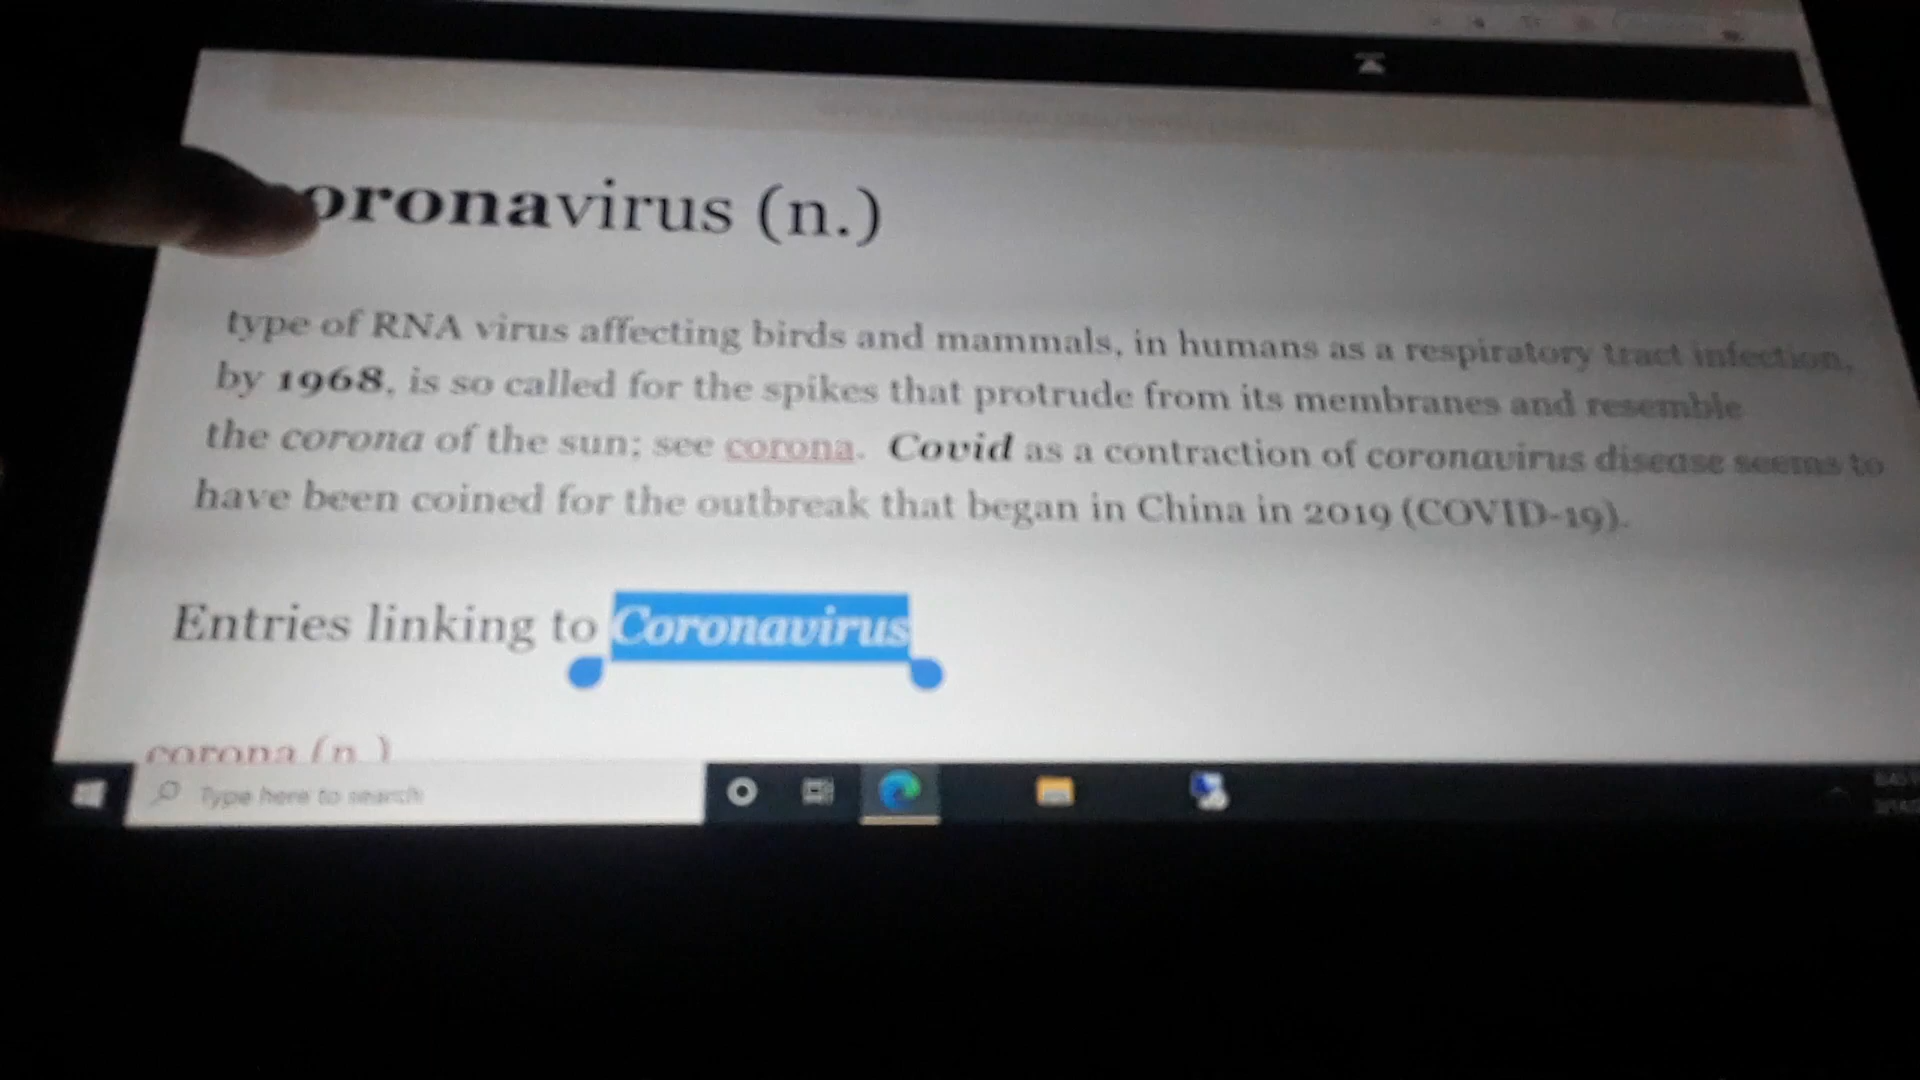 oronavirus (n.)
type of RNA virus affecting birds and mammals, in humans as a respiratory tract infection,
by 1968, is so called for the spikes that protrude from its membranes and resemble
the corona of the sun; see corona. Covid as a contraction of coronavirus disease seems to
have been coined for the outbreak that began in China in 2019 (COVID-19).
Entries linking to Coronavirus
corona (n.)
Type here to search